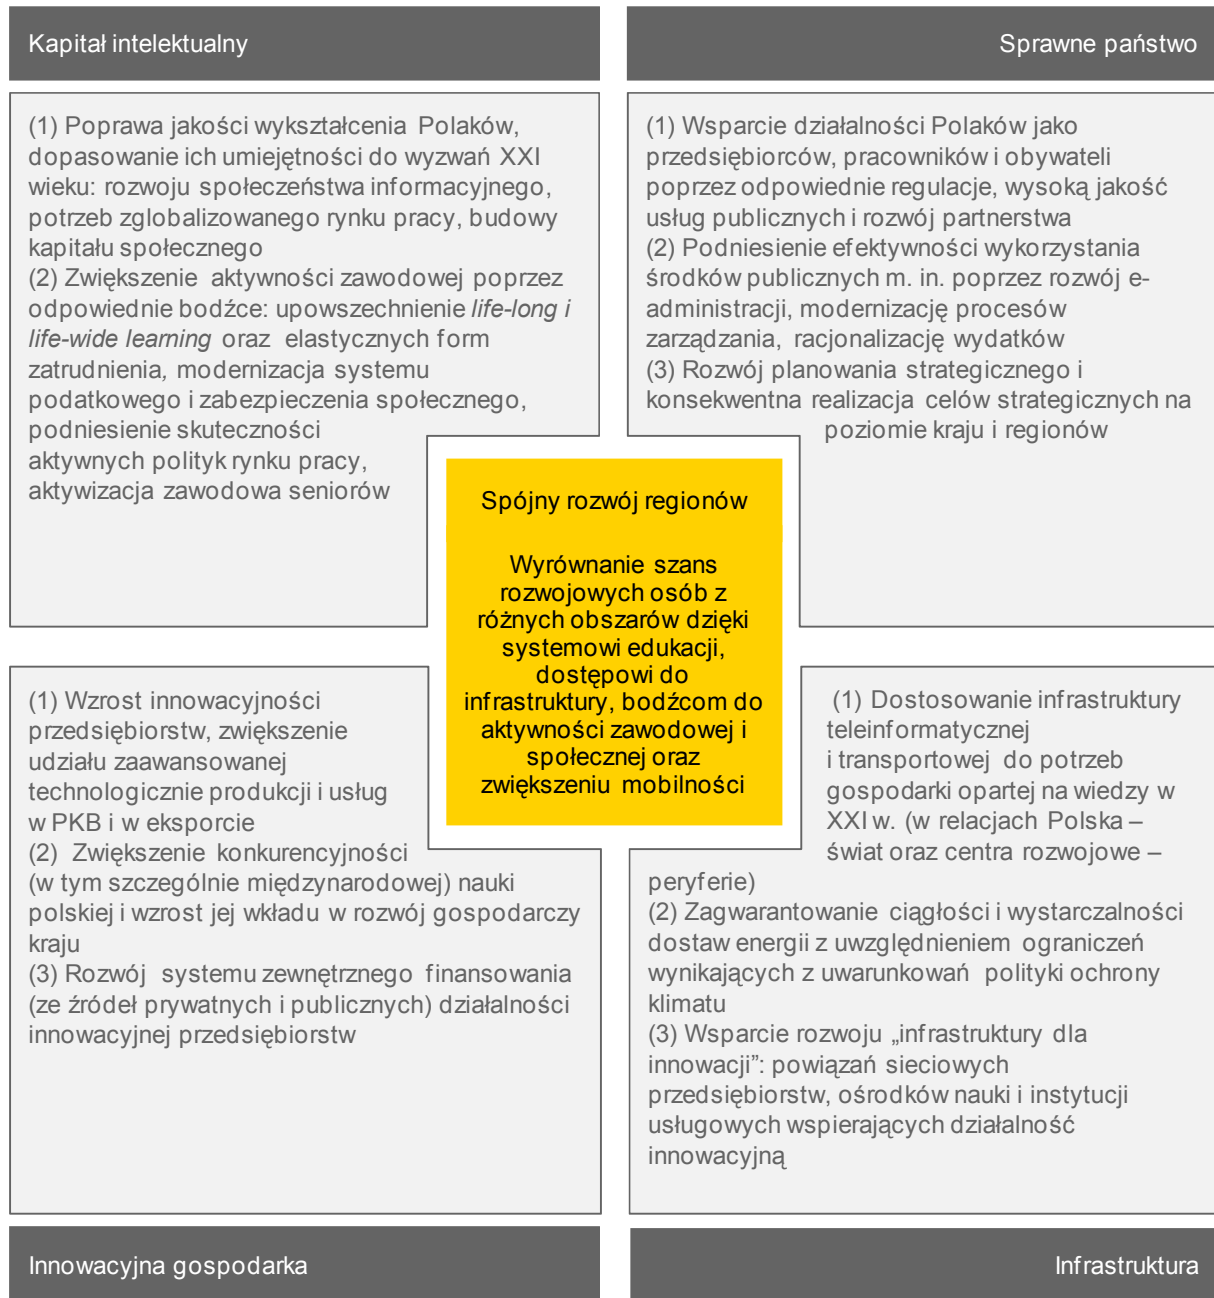 Kapitał intelektualny
Sprawne państwo
(1) Poprawa jakości wykształcenia Polaków,
dopasowanie ich umiejętności do wyzwań XXI
wieku: rozwoju społeczeństwa informacyjnego,
potrzeb zglobalizowanego rynku pracy, budowy
kapitału społecznego
(2) Zwiększenie aktywności zawodowej poprzez
odpowiednie bodźce: upowszechnienie life-long i
life-wide learning oraz elastycznych form
zatrudnienia, modernizacja systemu
podatkowego i zabezpieczenia społecznego,
podniesienie skuteczności
aktywnych polityk rynku pracy,
aktywizacja zawodowa seniorów
(1) Wsparcie działalności Polaków jako
przedsiębiorców, pracowników i obywateli
poprzez odpowiednie regulacje, wysoką jakość
usług publicznych i rozwój partnerstwa
(2) Podniesienie efektywności wykorzystania
środków publicznych m. in. poprzez rozwój e-
administracji, modernizację procesów
zarządzania, racjonalizację wydatków
(3) Rozwój planowania strategicznego i
konsekwentna realizacja celów strategicznych na
poziomie kraju i regionów
Spójny rozwój regionów
Wyrównanie szans
rozwojowych osób z
różnych obszarów dzięki
systemowi edukacji,
dostępowi do
infrastruktury, bodźcom do
aktywności zawodowej i
społecznej oraz
zwiększeniu mobilności
(1) Wzrost innowacyjności
przedsiębiorstw, zwiększenie
udziału zaawansowanej
technologicznie produkcji i usług
w PKB i w eksporcie
(2) Zwiększenie konkurencyjności
(w tym szczególnie międzynarodowej) nauki
polskiej i wzrost jej wkładu w rozwój gospodarczy
kraju
(3) Rozwój systemu zewnętrznego finansowania
(ze źródeł prywatnych i publicznych) działalności
innowacyjnej przedsiębiorstw
(1) Dostosowanie infrastruktury
teleinformatycznej
i transportowej do potrzeb
gospodarki opartej na wiedzy w
XXI w. (w relacjach Polska –
świat oraz centra rozwojowe –
peryferie)
(2) Zagwarantowanie ciągłości i wystarczalności
dostaw energii z uwzględnieniem ograniczeń
wynikających z uwarunkowań polityki ochrony
klimatu
(3) Wsparcie rozwoju „infrastruktury dla
innowacji”: powiązań sieciowych
przedsiębiorstw, ośrodków nauki i instytucji
usługowych wspierających działalność
innowacyjną
Innowacyjna gospodarka
Infrastruktura